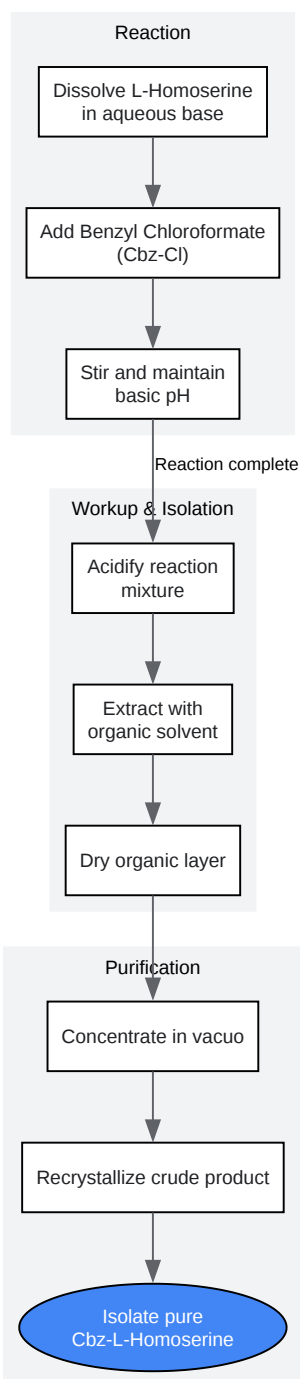 Reaction
Dissolve L-Homoserine
in aqueous base
Add Benzyl Chloroformate
(Cbz-Cl)
Stir and maintain
basic pH
Reaction complete
Workup & Isolation
Acidify reaction
mixture
Extract with
organic solvent
Dry organic layer
Purification
Concentrate in vacuo
Recrystallize crude product
Isolate pure
Cbz-L-Homoserine